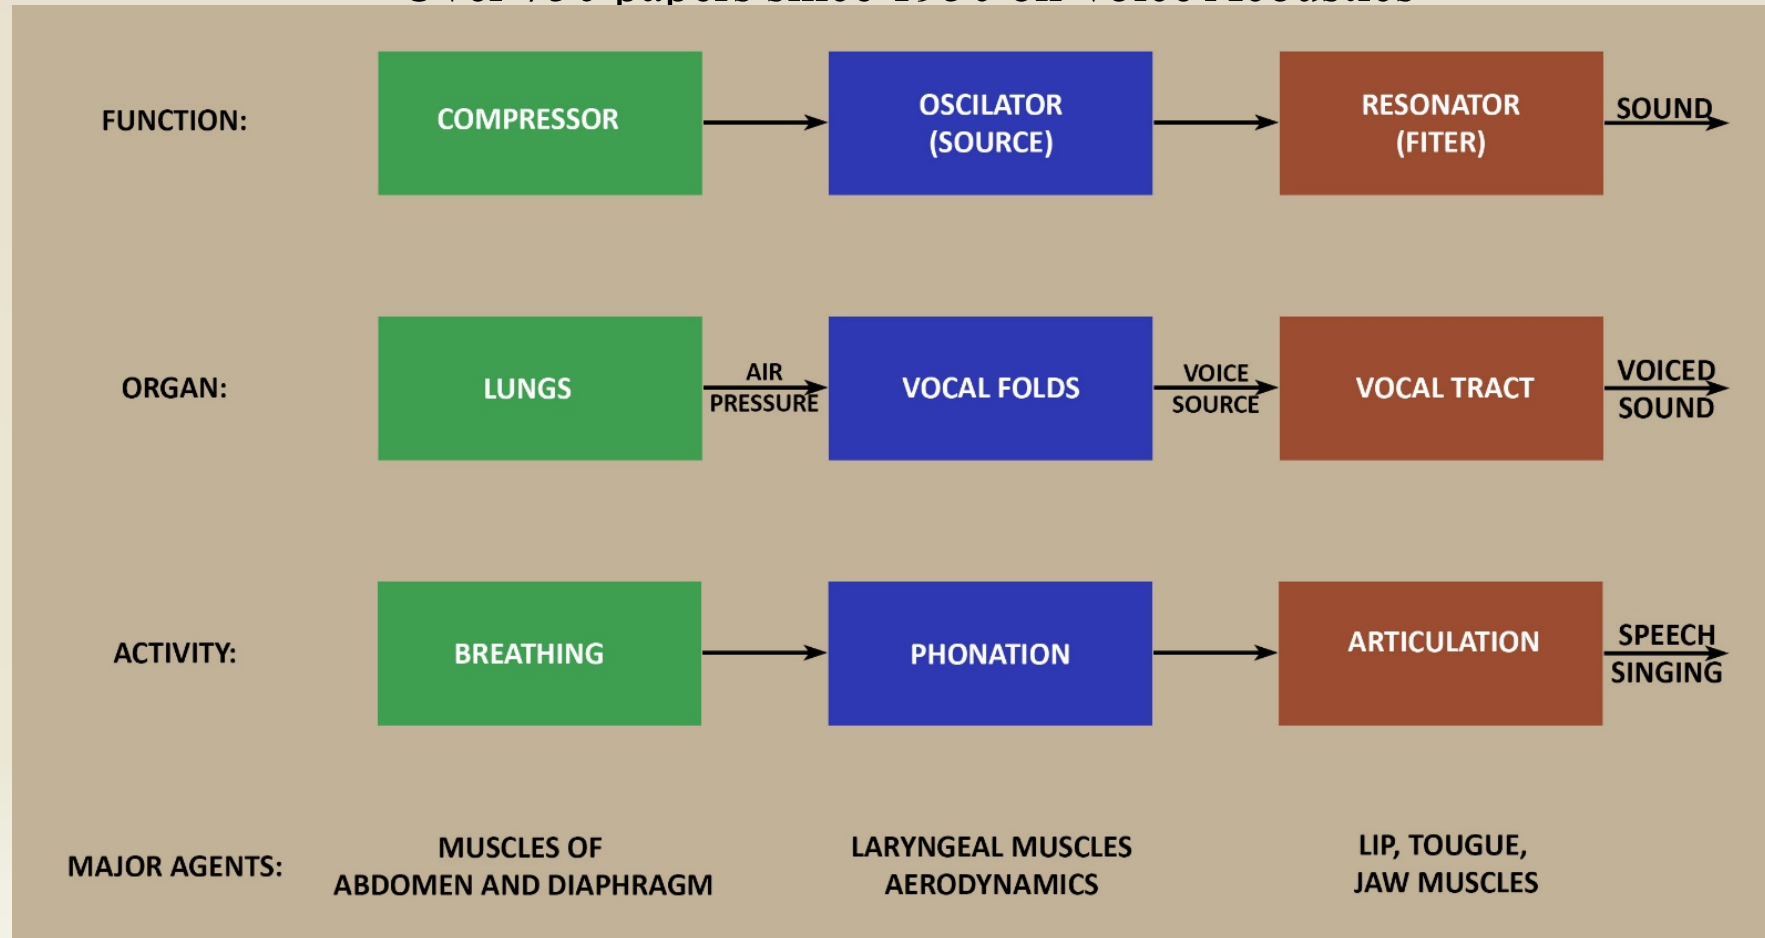 FUNCTION:
COMPRESSOR
OSCILATOR
(SOURCE)
RESONATOR
(FITER)
SOUND
ORGAN:
LUNGS
AIR
PRESSURE
VOCAL FOLDS
VOICE
SOURCE
VOCAL TRACT
VOICED
SOUND
ACTIVITY:
BREATHING
PHONATION
ARTICULATION
SPEECH
SINGING
MAJOR AGENTS:
MUSCLES OF
ABDOMEN AND DIAPHRAGM
LARYNGEAL MUSCLES
AERODYNAMICS
LIP, TOUGUE,
JAW MUSCLES